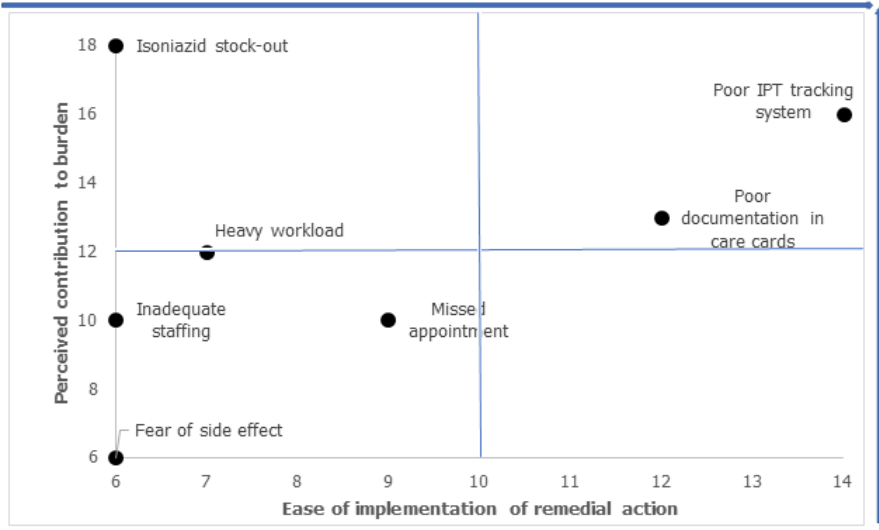 18
Isoniazid stock-out
Poor IPT tracking
system
16
14
Poor
documentation in
care cards
Heavy workload
12
Inadequate
staffing
10
Missed
appointment
8
Fear of side effect
6
6 7 8 9 10 11 12 13 14
Perceived contribution to burden
Ease of implementation of remedial action